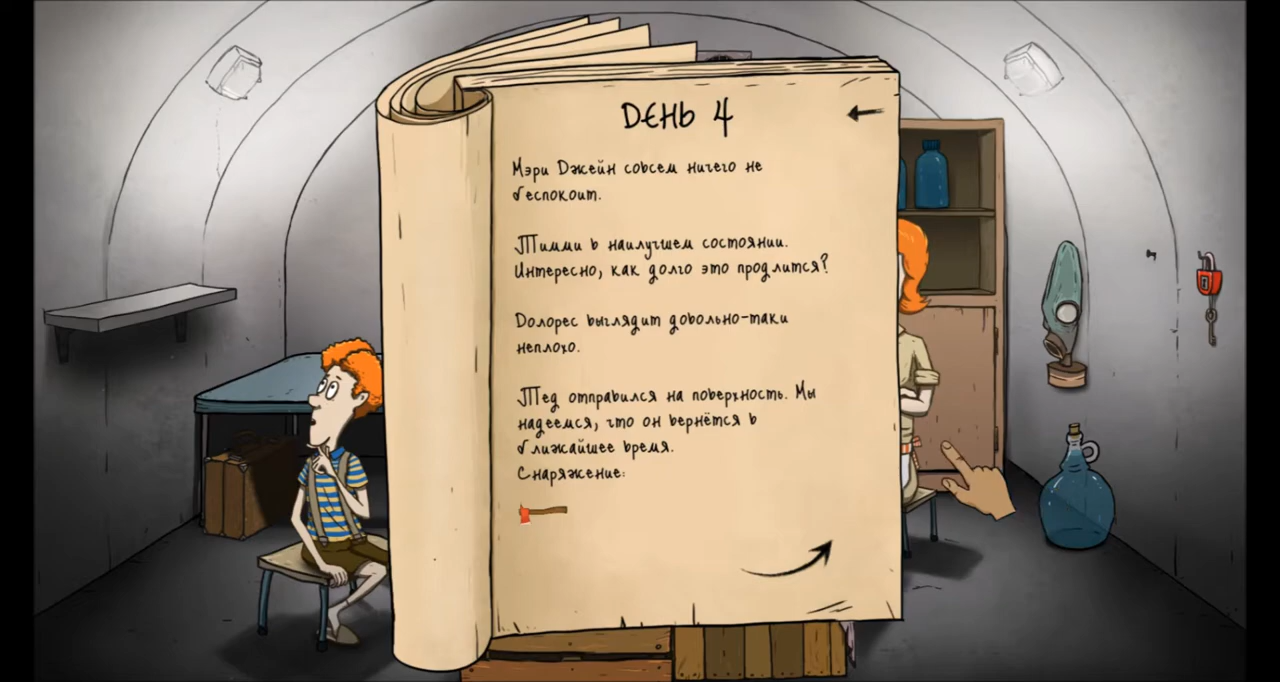 День 4
Мэри Джейн совсем ничего не
беспокоит.
Тимми в наилучшем состоянии.
Интересно, как долго это продлится?
Долорес выглядит довольно-таки
неплохо.
Тед отправился на поверхность. Мы
надеемся, что он вернётся в
ближайшее время.
Снаряжение: